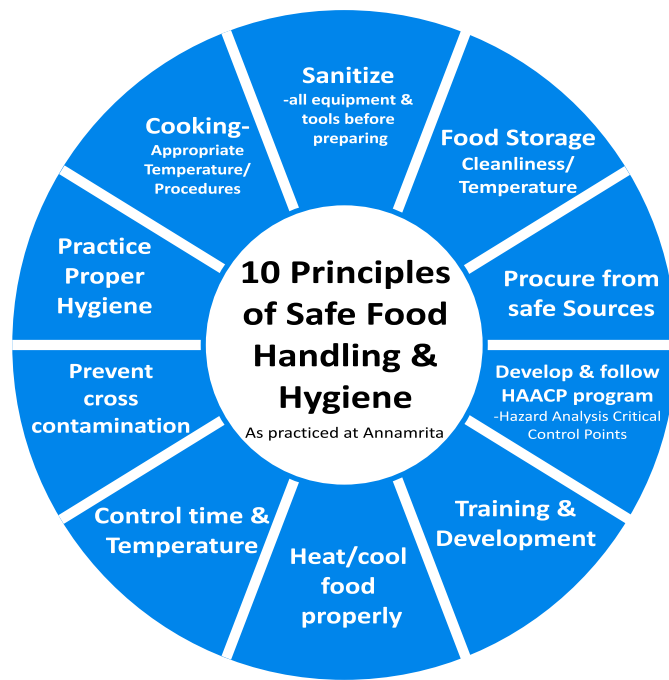 10 Principles
of Safe Food
Handling &
Hygiene
As practiced at Annamrita
Sanitize
-all equipment &
tools before
preparing
Food Storage
Cleanliness/
Temperature
Procure from
safe Sources
Develop & follow
HAACP program
-Hazard Analysis Critical
Control Points
Training &
Development
Heat/cool
food
properly
Control time &
Temperature
Prevent
cross
contamination
Practice
Proper
Hygiene
Cooking-
Appropriate
Temperature/
Procedures